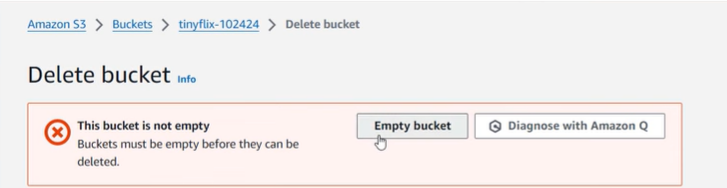 Amazon S3 > Buckets > tinyflix-102424 > Delete bucket
Delete bucket Info
This bucket is not empty
Buckets must be empty before they can be
deleted.
Empty bucket
Diagnose with Amazon Q